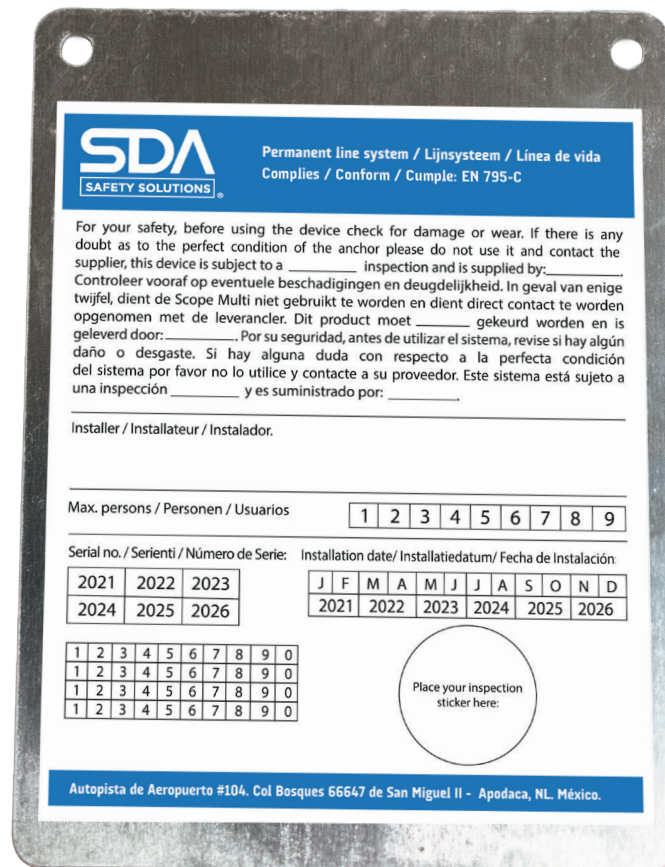 SDA
SAFETY SOLUTIONS ®
Permanent line system / Lijnsysteem / Línea de vida
Complies / Conform / Cumple: EN 795-C
For your safety, before using the device check for damage or wear. If there is any
doubt as to the perfect condition of the anchor please do not use it and contact the
supplier, this device is subject to a __________ inspection and is supplied by:__________.
Controleer vooraf op eventuele beschadigingen en deugdelijkheid. In geval van enige
twijfel, dient de Scope Multi niet gebruikt te worden en dient direct contact te worden
opgenomen met de leverancier. Dit product moet ________ gekeurd worden en is
geleverd door:__________. Por su seguridad, antes de utilizar el sistema, revise si hay algún
daño o desgaste. Si hay alguna duda con respecto a la perfecta condición
del sistema por favor no lo utilice y contacte a su proveedor. Este sistema está sujeto a
una inspección __________ y es suministrado por: __________.
Installer / Installateur / Instalador.
Max. persons / Personen / Usuarios
1 2 3 4 5 6 7 8 9
Serial no. / Serienti / Número de Serie:
2021 2022 2023
2024 2025 2026
1 2 3 4 5 6 7 8 9 0
1 2 3 4 5 6 7 8 9 0
1 2 3 4 5 6 7 8 9 0
1 2 3 4 5 6 7 8 9 0
Installation date/ Installatiedatum/ Fecha de Instalación
J F M A M J J A S O N D
2021 2022 2023 2024 2025 2026
Place your inspection
sticker here:
Autopista de Aeropuerto #104. Col Bosques 66647 de San Miguel II - Apodaca, NL. México.